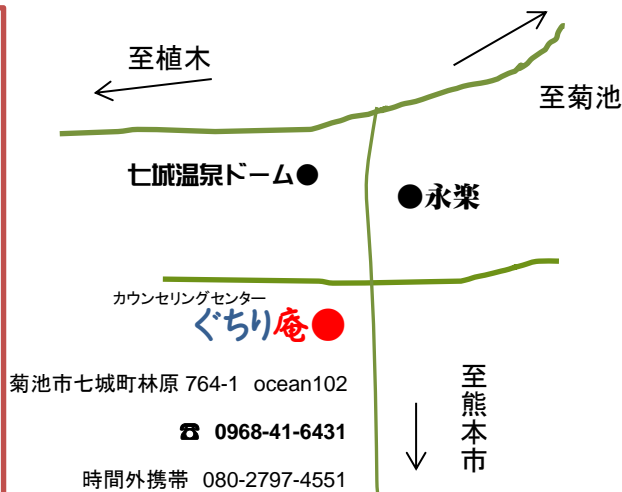 至植木
至菊池
七城温泉ドーム●
●永楽
カウンセリングセンター
ぐちり庵●
菊池市七城町林原 764-1 ocean102
☎ 0968-41-6431
時間外携帯 080-2797-4551
至熊本市